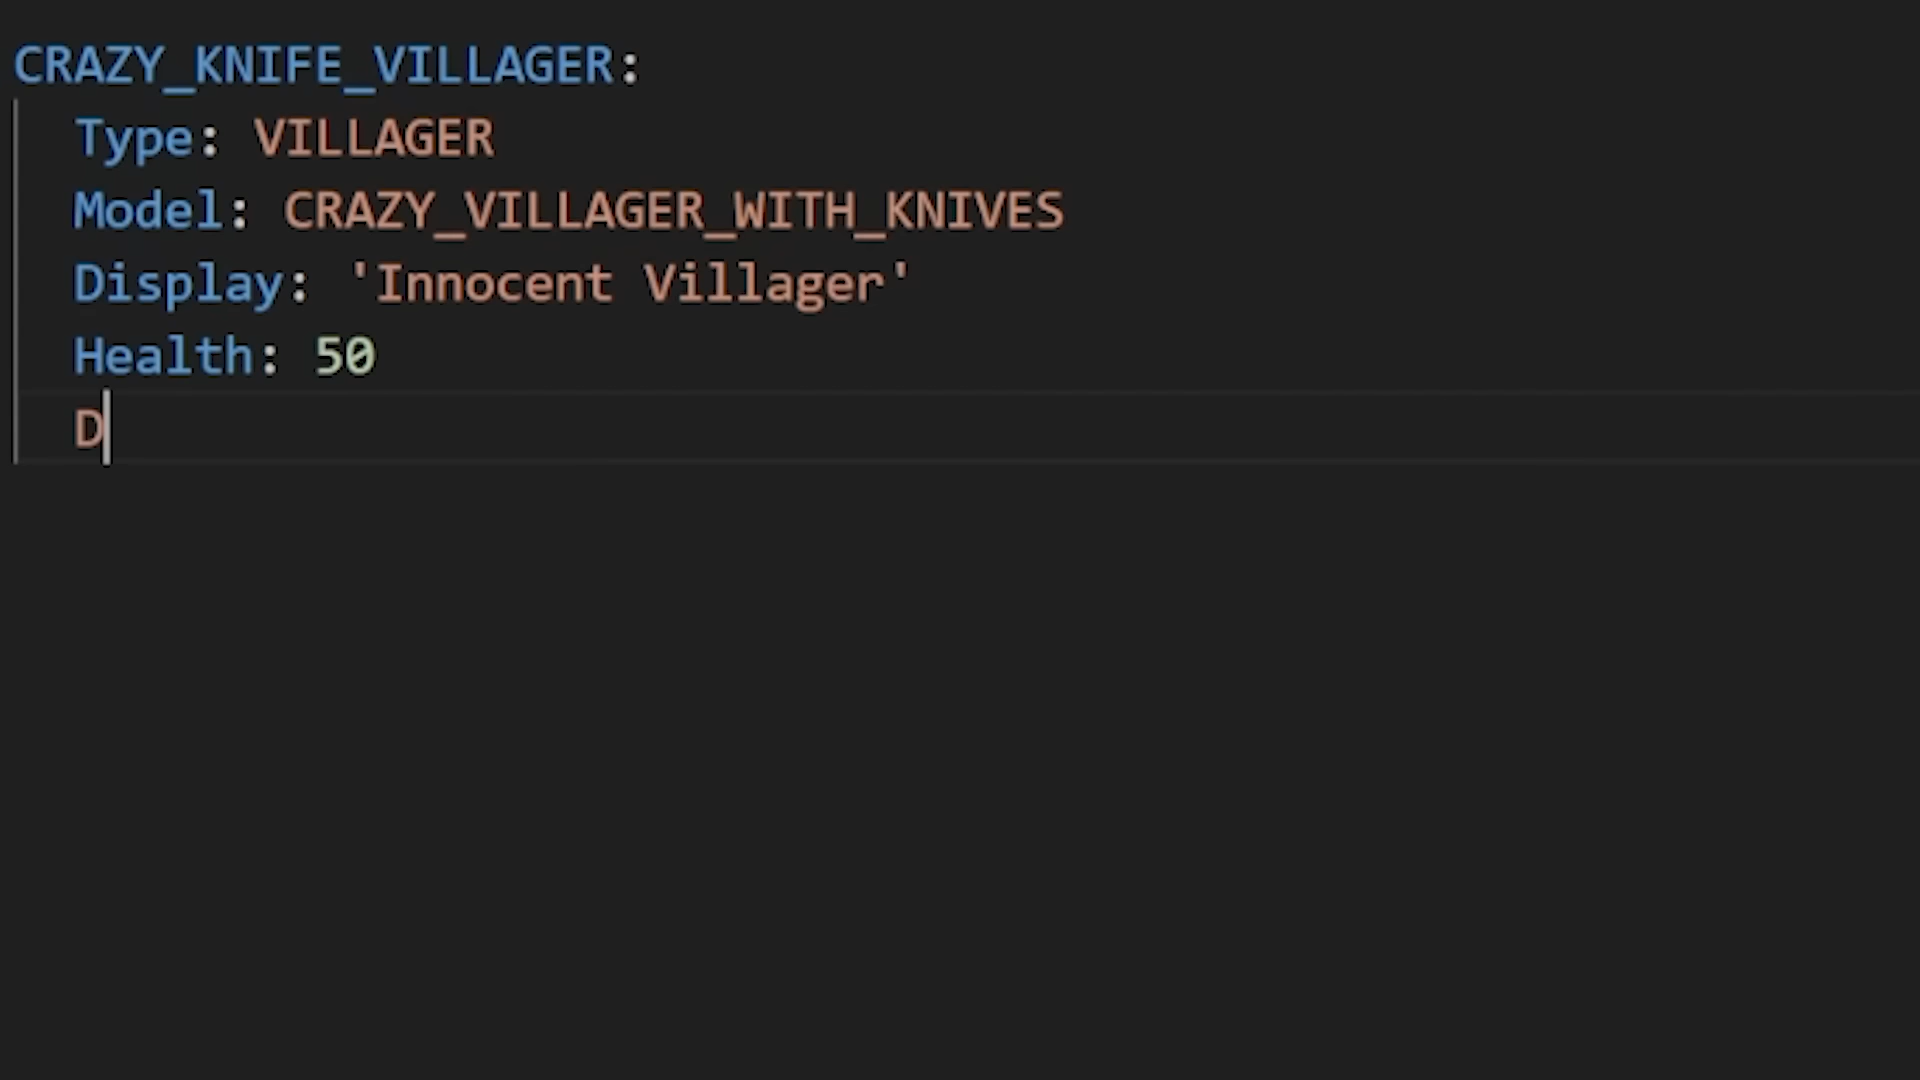 CRAZY_KNIFE_VILLAGER:
Type: VILLAGER
Model: CRAZY_VILLAGER_WITH_KNIVES
Display: 'Innocent Villager'
Health: 50
D